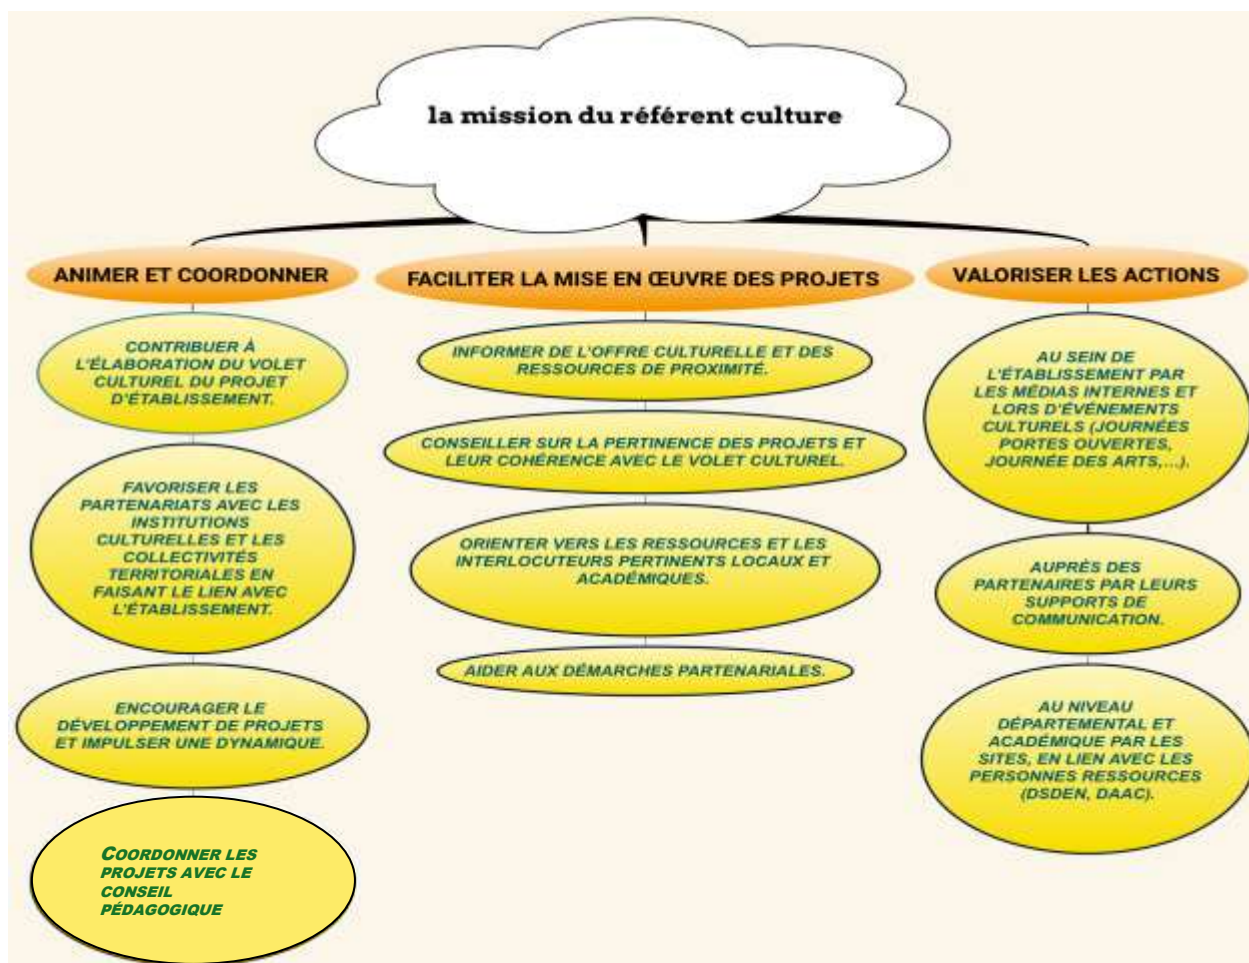 la mission du référent culture
ANIMER ET COORDONNER
CONTRIBUER À
L'ÉLABORATION DU VOLET
CULTUREL DU PROJET
D'ÉTABLISSEMENT.
FAVORISER LES
PARTENARIATS AVEC LES
INSTITUTIONS
CULTURELLES ET LES
COLLECTIVITÉS
TERRITORIALES EN
FAISANT LE LIEN AVEC
L'ÉTABLISSEMENT.
ENCOURAGER LE
DÉVELOPPEMENT DE PROJETS
ET IMPULSER UNE DYNAMIQUE.
COORDONNER LES
PROJETS AVEC LE
CONSEIL
PÉDAGOGIQUE
FACILITER LA MISE EN ŒUVRE DES PROJETS
INFORMER DE L'OFFRE CULTURELLE ET DES
RESSOURCES DE PROXIMITÉ.
CONSEILLER SUR LA PERTINENCE DES PROJETS ET
LEUR COHÉRENCE AVEC LE VOLET CULTUREL.
ORIENTER VERS LES RESSOURCES ET LES
INTERLOCUTEURS PERTINENTS LOCAUX ET
ACADÉMIQUES.
AIDER AUX DÉMARCHES PARTENARIALES.
VALORISER LES ACTIONS
AU SEIN DE
L'ÉTABLISSEMENT PAR
LES MÉDIAS INTERNES ET
LORS D'ÉVÉNEMENTS
CULTURELS (JOURNÉES
PORTES OUVERTES,
JOURNÉE DES ARTS,...).
AUPRÈS DES
PARTENAIRES PAR LEURS
SUPPORTS DE
COMMUNICATION.
AU NIVEAU
DÉPARTEMENTAL ET
ACADÉMIQUE PAR LES
SITES, EN LIEN AVEC LES
PERSONNES RESSOURCES
(DSDEN, DAAC).